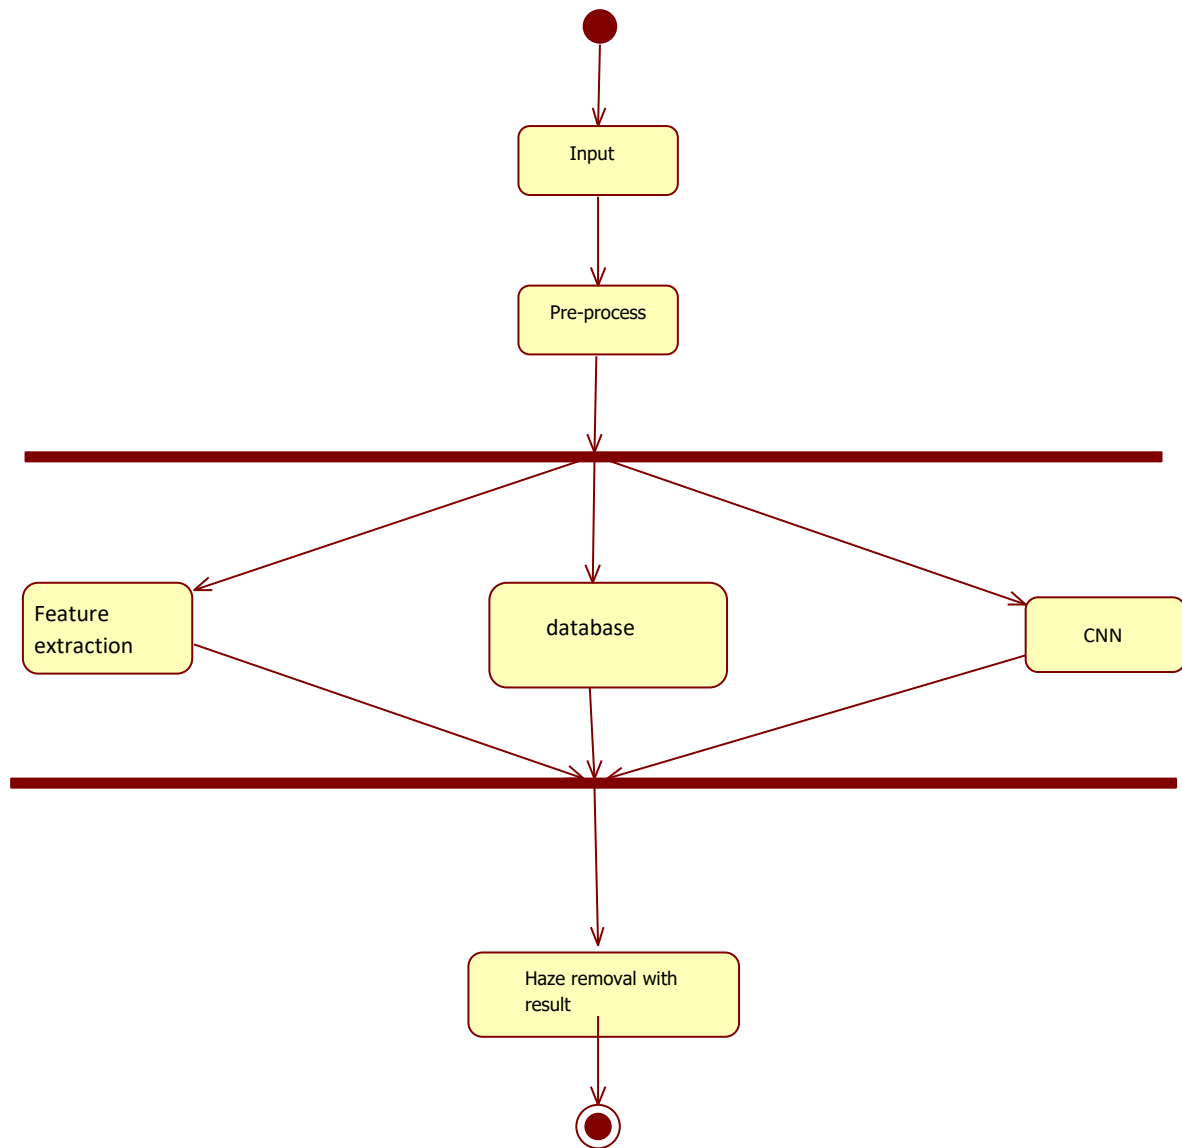 Input
Pre-process
Feature
extraction
database
CNN
Haze removal with
result